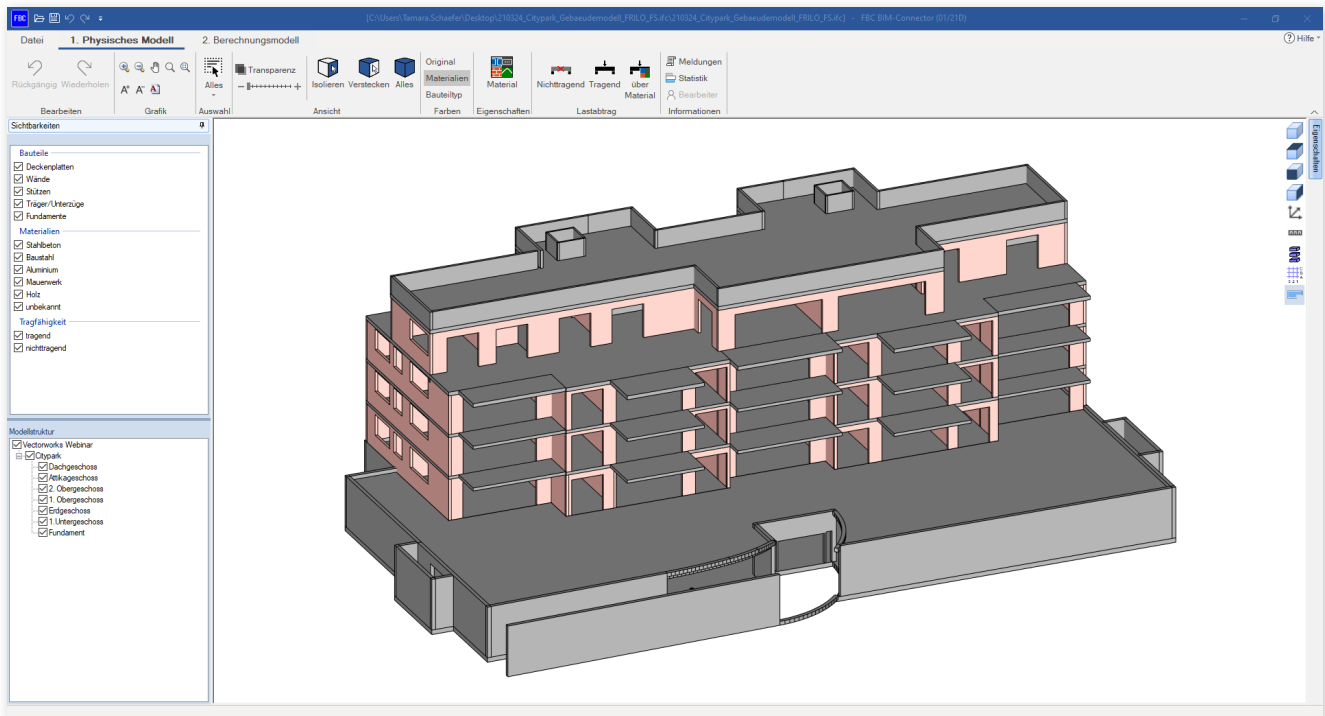 FBC [C:\Users\Tamara.Schaefer\Desktop\210324_Citypark_Gebaeudemodell_FRILO_FS.ifc\210324_Citypark_Gebaeudemodell_FRILO_FS.ifc] - FBC BIM-Connector (01/21D)
Datei 1. Physisches Modell 2. Berechnungsmodell Hilfe
Rückgängig Wiederholen
Bearbeiten
Grafik
Alles
Auswahl
Transparenz
Isolieren Verstecken Alles
Ansicht
Original
Materialien
Bauteiltyp
Farben
Material
Eigenschaften
Nichttragend Tragend über Material
Lastabtrag
Meldungen
Statistik
Bearbeiter
Informationen
Sichtbarkeiten
Bauteile
Deckenplatten
Wände
Stützen
Träger/Unterzüge
Fundamente
Materialien
Stahlbeton
Baustahl
Aluminium
Mauerwerk
Holz
unbekannt
Tragfähigkeit
tragend
nichttragend
Modellstruktur
Vectorworks Webinar
Citypark
Dachgeschoss
Attikageschoss
2. Obergeschoss
1. Obergeschoss
Erdgeschoss
1.Untergeschoss
Fundament
Eigenschaften